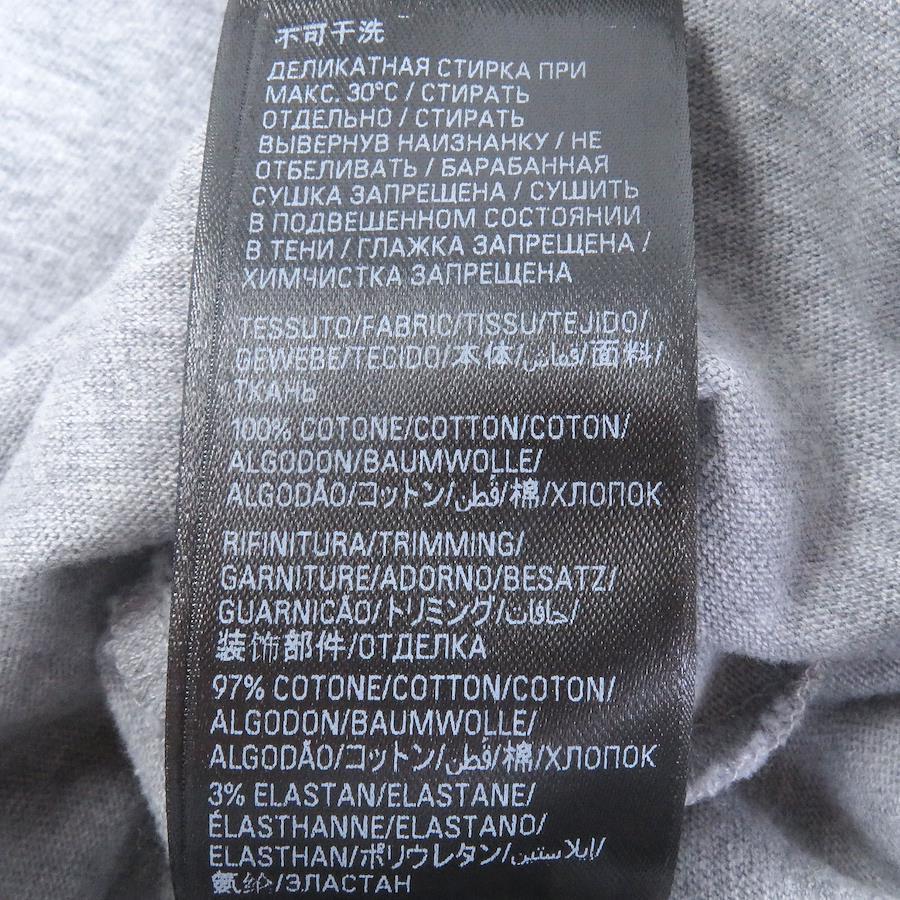 不可干洗
ДЕЛИКАТНАЯ СТИРКА ПРИ
МАКС. 30°C / СТИРАТЬ
ОТДЕЛЬНО / СТИРАТЬ
ВЫВЕРНУВ НАИЗНАНКУ / НЕ
ОТБЕЛИВАТЬ / БАРАБАННАЯ
СУШКА ЗАПРЕЩЕНА / СУШИТЬ
В ПОДВЕШЕННОМ СОСТОЯНИИ
В ТЕНИ / ГЛАЖКА ЗАПРЕЩЕНА /
ХИМЧИСТКА ЗАПРЕЩЕНА
TESSUTO/FABRIC/TISSU/TEJIDO/
GEWEBE/TECIDO/本体/قماش/面料/
ТКАНЬ
100% COTONE/COTTON/COTON/
ALGODON/BAUMWOLLE/
ALGODÃO/コットン/قطن/棉/ХЛОПОК
RIFINITURA/TRIMMING/
GARNITURE/ADORNO/BESATZ/
GUARNICÃO/トリミング/حافات/
装饰部件/ОТДЕЛКА
97% COTONE/COTTON/COTON/
ALGODON/BAUMWOLLE/
ALGODÃO/コットン/قطن/棉/ХЛОПОК
3% ELASTAN/ELASTANE/
ÉLASTHANNE/ELASTANO/
ELASTHAN/ポリウレタン/إيلاستين/
氨纶/ЭЛАСТАН